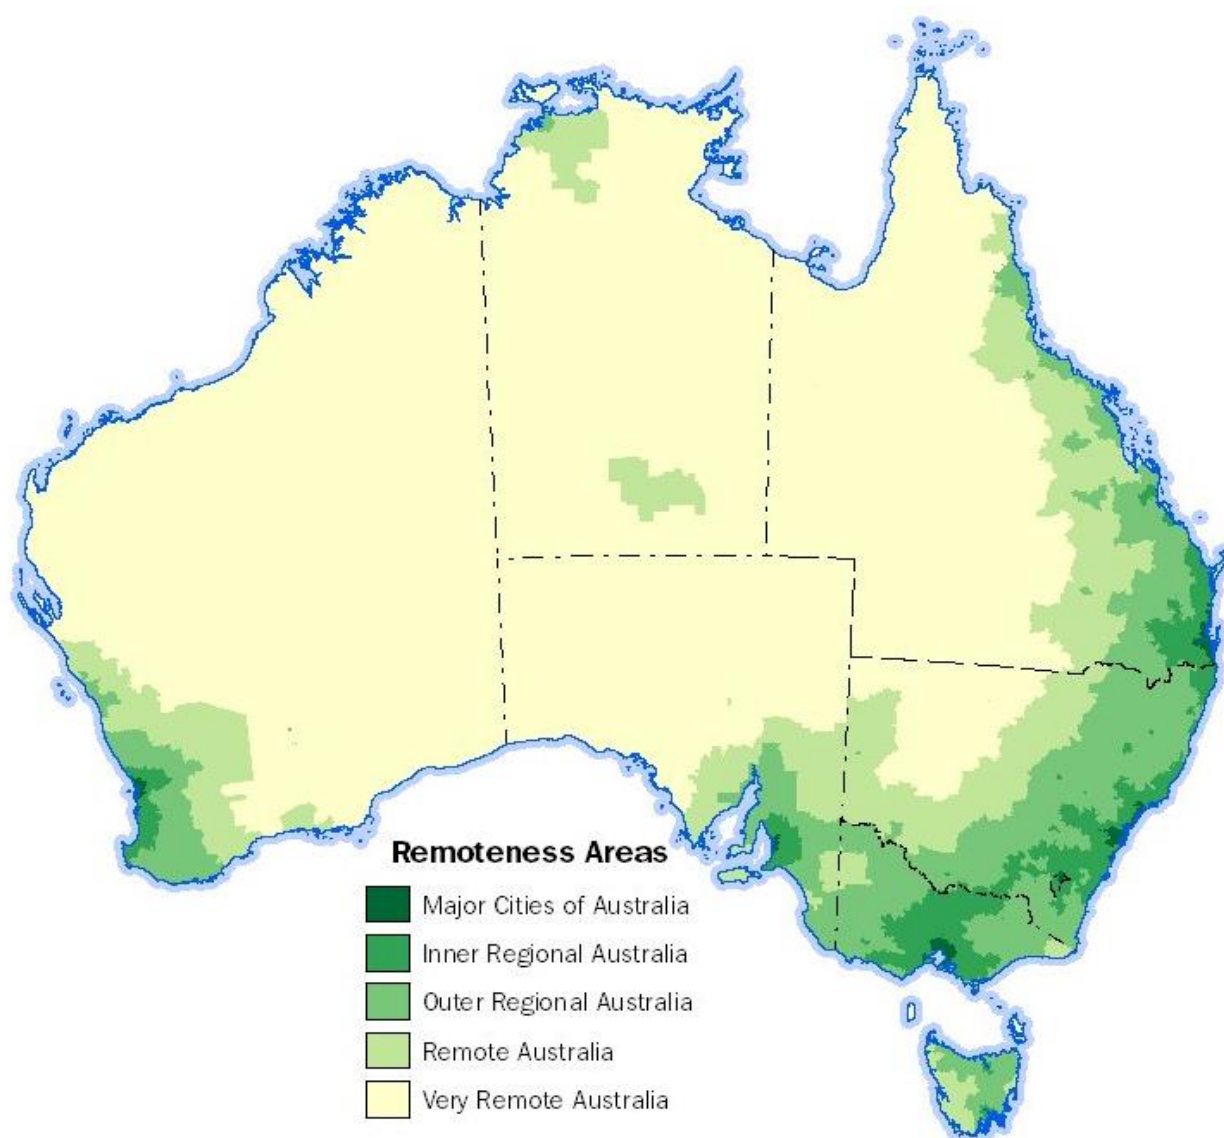 Remoteness Areas
Major Cities of Australia
Inner Regional Australia
Outer Regional Australia
Remote Australia
Very Remote Australia